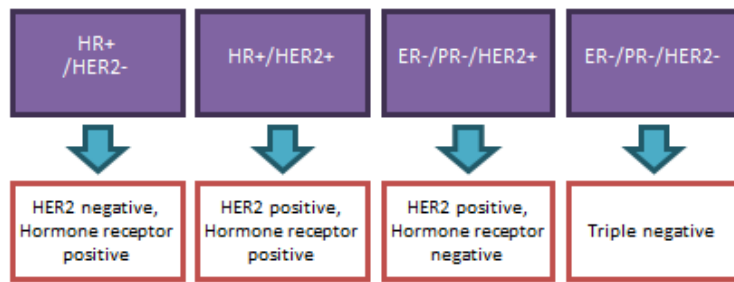 HR+
/HER2-
HR+/HER2+
ER-/PR-/HER2+
ER-/PR-/HER2-
HER2 negative,
Hormone receptor
positive
HER2 positive,
Hormone receptor
positive
HER2 positive,
Hormone receptor
negative
Triple negative